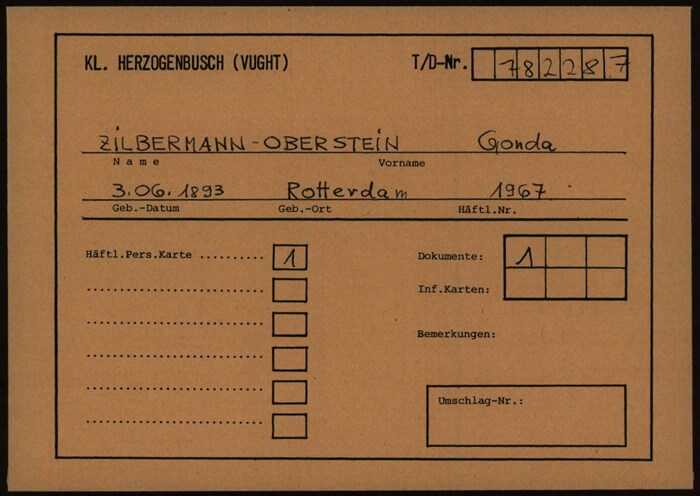 KL. HERZOGENBUSCH (VUGHT) T/D-Nr. 782287
ZILBERMANN-OBERSTEIN Gonda
Name Vorname
3.06.1893 Rotterdam 1967
Geb.-Datum Geb.-Ort Häftl.Nr.
Häftl.Pers.Karte .......... 1 Dokumente: 1
Inf.Karten:
Bemerkungen:
Umschlag-Nr.: